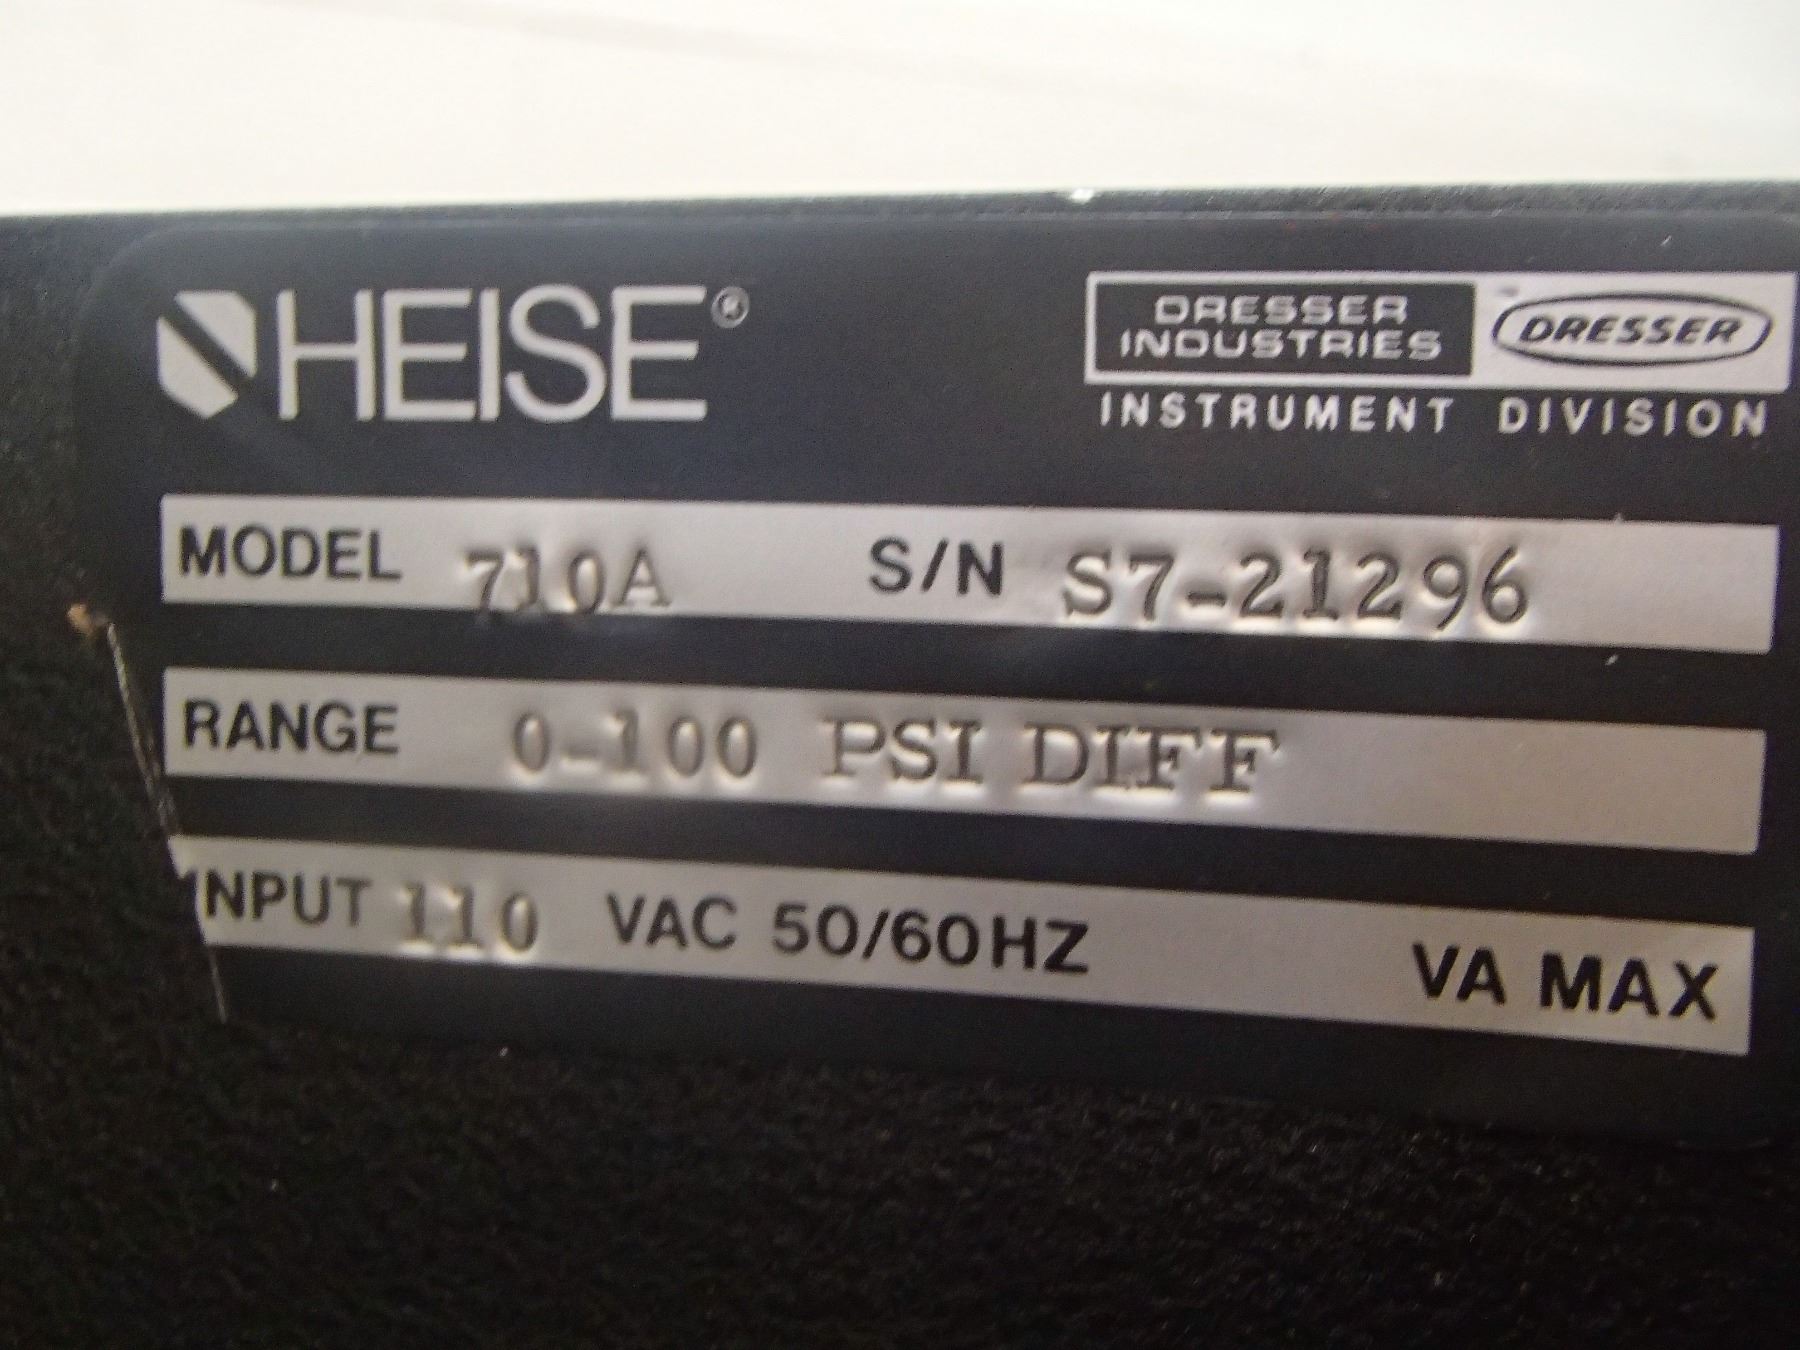 HEISE®
DRESSER
INDUSTRIES
DRESSER
INSTRUMENT DIVISION
MODEL 710A S/N S7-21296
RANGE 0-100 PSI DIFF
INPUT 110 VAC 50/60HZ VA MAX